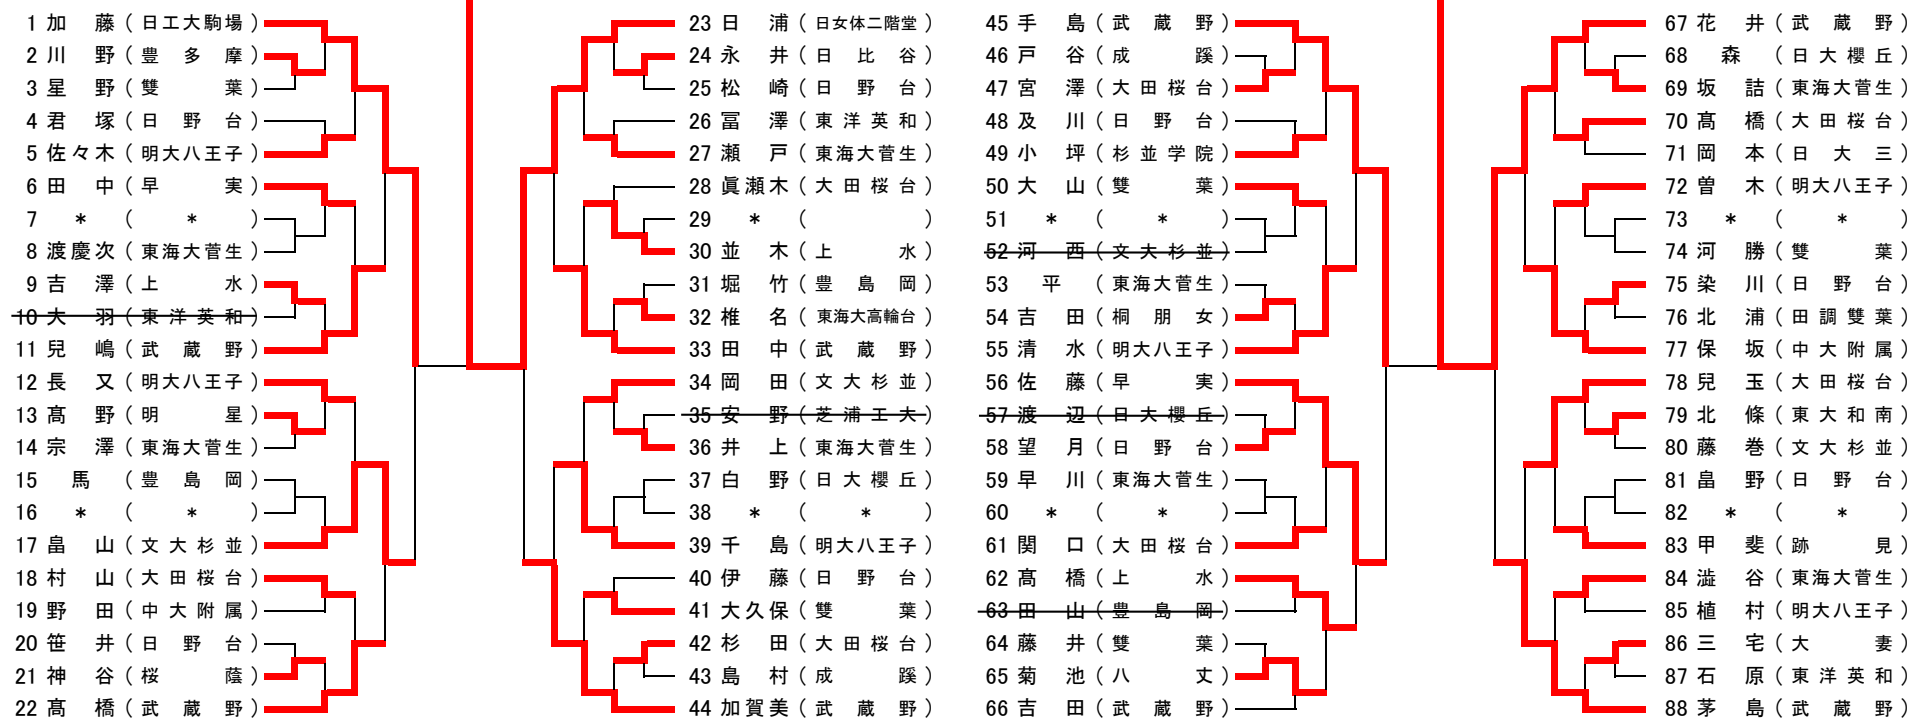 1 加藤（日工大駒場）
2 川野（豊多摩）
3 星野（雙葉）
4 君塚（日野台）
5 佐々木（明大八王子）
6 田中（早実）
7 *（*）
8 渡慶次（東海大菅生）
9 吉澤（上水）
10 大羽（東洋英和）
11 兒嶋（武蔵野）
12 長又（明大八王子）
13 髙野（明星）
14 宗澤（東海大菅生）
15 馬（豊島岡）
16 *（*）
17 畠山（文大杉並）
18 村山（大田桜台）
19 野田（中大附属）
20 笹井（日野台）
21 神谷（桜蔭）
22 髙橋（武蔵野）
23 日浦（日女体二階堂）
24 永井（日比谷）
25 松崎（日野台）
26 冨澤（東洋英和）
27 瀬戸（東海大菅生）
28 眞瀬木（大田桜台）
29 *（）
30 並木（上水）
31 堀竹（豊島岡）
32 椎名（東海大高輪台）
33 田中（武蔵野）
34 岡田（文大杉並）
35 安野（芝浦工大）
36 井上（東海大菅生）
37 白野（日大櫻丘）
38 *（*）
39 千島（明大八王子）
40 伊藤（日野台）
41 大久保（雙葉）
42 杉田（大田桜台）
43 島村（成蹊）
44 加賀美（武蔵野）
45 手島（武蔵野）
46 戸谷（成蹊）
47 宮澤（大田桜台）
48 及川（日野台）
49 小坪（杉並学院）
50 大山（雙葉）
51 *（*）
52 河西（文大杉並）
53 平（東海大菅生）
54 吉田（桐朋女）
55 清水（明大八王子）
56 佐藤（早実）
57 渡辺（日大櫻丘）
58 望月（日野台）
59 早川（東海大菅生）
60 *（*）
61 関口（大田桜台）
62 髙橋（上水）
63 田山（豊島岡）
64 藤井（雙葉）
65 菊池（八丈）
66 吉田（武蔵野）
67 花井（武蔵野）
68 森（日大櫻丘）
69 坂詰（東海大菅生）
70 髙橋（大田桜台）
71 岡本（日大三）
72 曽木（明大八王子）
73 *（*）
74 河勝（雙葉）
75 染川（日野台）
76 北浦（田調雙葉）
77 保坂（中大附属）
78 兒玉（大田桜台）
79 北條（東大和南）
80 藤巻（文大杉並）
81 畠野（日野台）
82 *（*）
83 甲斐（跡見）
84 澁谷（東海大菅生）
85 植村（明大八王子）
86 三宅（大妻）
87 石原（東洋英和）
88 茅島（武蔵野）